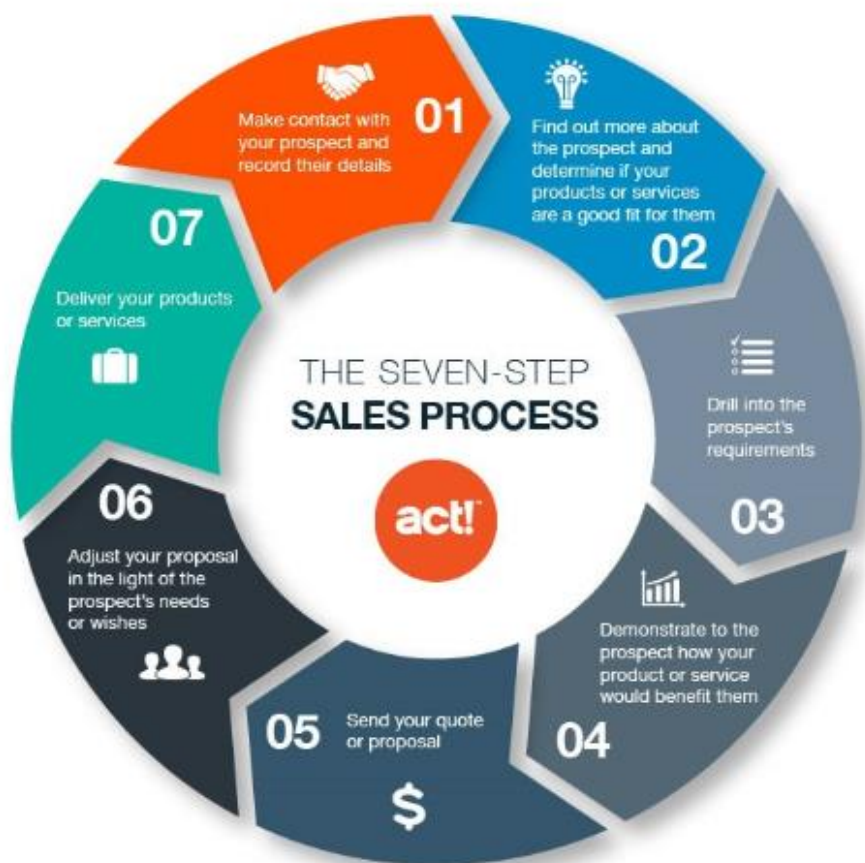 THE SEVEN-STEP
SALES PROCESS
act!™
01
Make contact with
your prospect and
record their details
02
Find out more about
the prospect and
determine if your
products or services
are a good fit for them
03
Drill into the
prospect's
requirements
04
Demonstrate to the
prospect how your
product or service
would benefit them
05
Send your quote
or proposal
$
06
Adjust your proposal
in the light of the
prospect's needs
or wishes
07
Deliver your products
or services